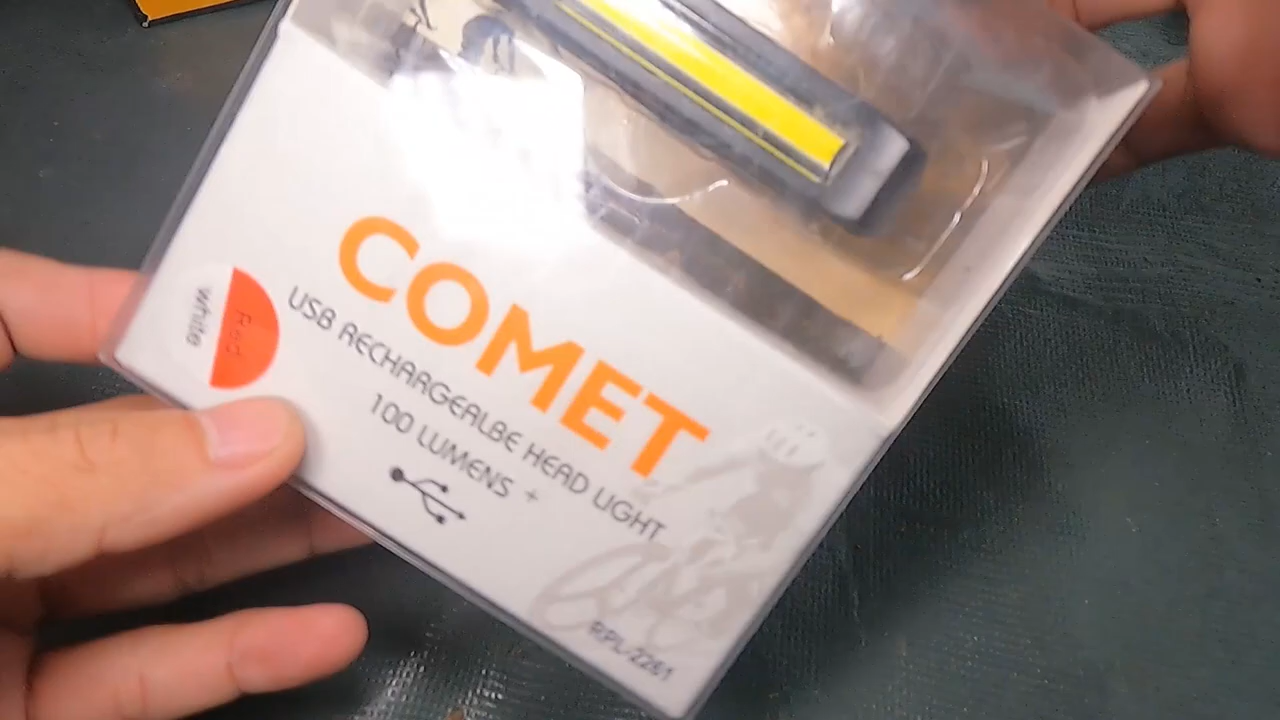 COMET
USB RECHARGEALBE HEAD LIGHT
100 LUMENS +
Red
white
RPL-2261